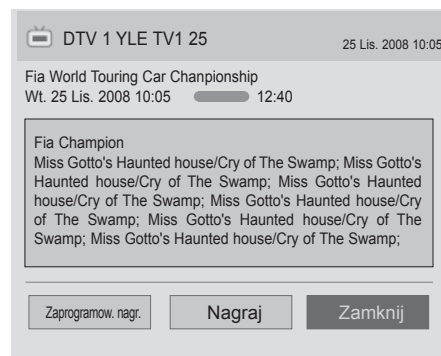 DTV 1 YLE TV1 25
25 Lis. 2008 10:05
Fia World Touring Car Chanpionship
Wt. 25 Lis. 2008 10:05 12:40
Fia Champion
Miss Gotto's Haunted house/Cry of The Swamp; Miss Gotto's
Haunted house/Cry of The Swamp; Miss Gotto's Haunted
house/Cry of The Swamp; Miss Gotto's Haunted house/Cry
of The Swamp; Miss Gotto's Haunted house/Cry of The
Swamp; Miss Gotto's Haunted house/Cry of The Swamp;
Zaprogramow. nagr. Nagraj Zamknij